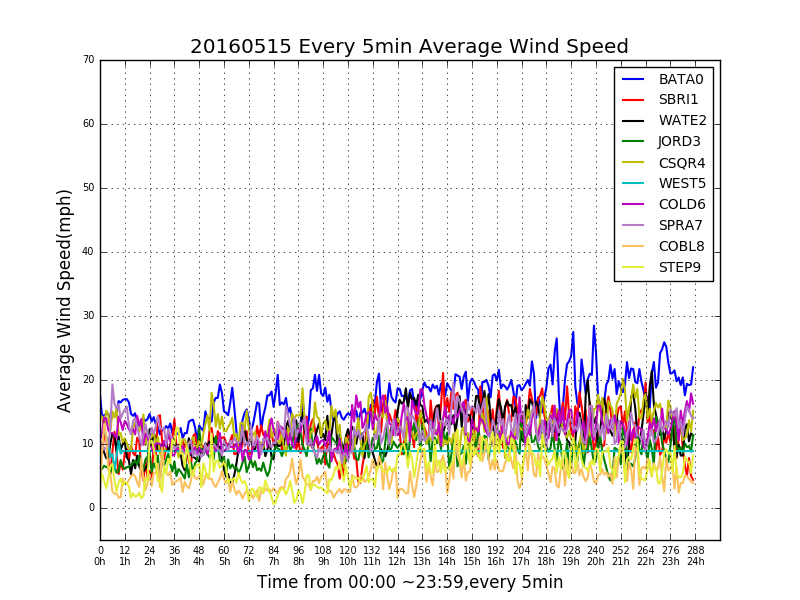 20160515 Every 5min Average Wind Speed
70
60
50
40
30
20
10
0
Average Wind Speed(mph)
BATA0
SBRI1
WATE2
JORD3
CSQR4
WEST5
COLD6
SPRA7
COBL8
STEP9
0 12 24 36 48 60 72 84 96 108 120 132 144 156 168 180 192 204 216 228 240 252 264 276 288
0h 1h 2h 3h 4h 5h 6h 7h 8h 9h 10h 11h 12h 13h 14h 15h 16h 17h 18h 19h 20h 21h 22h 23h 24h
Time from 00:00 ~23:59,every 5min